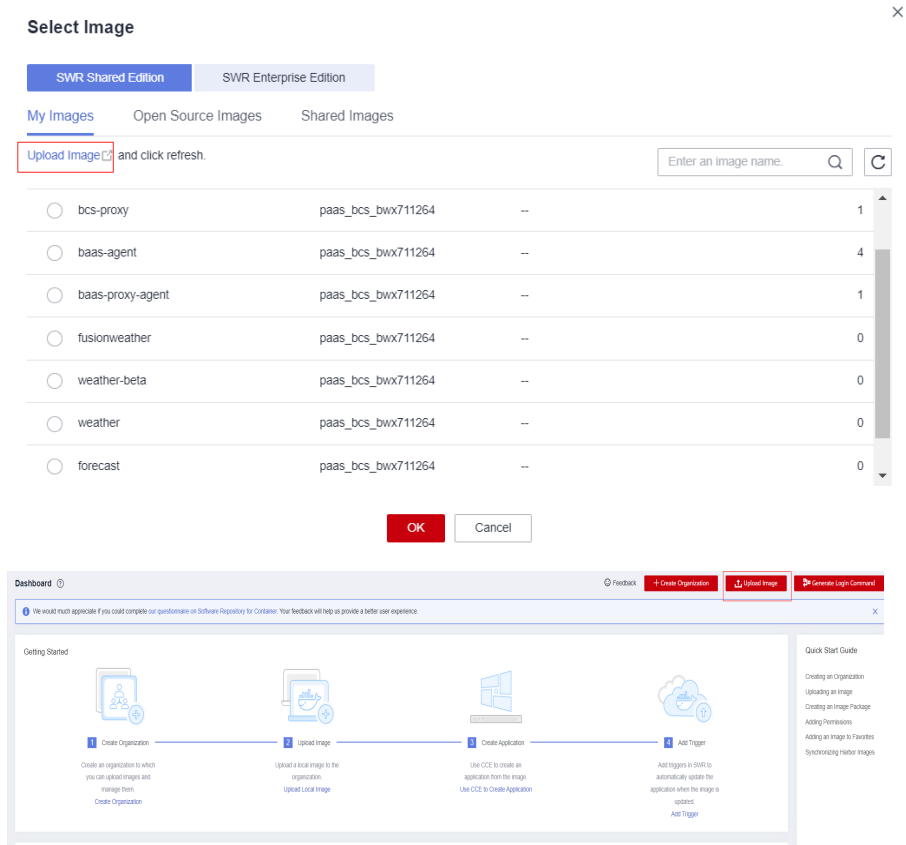 Select Image
SWR Shared Edition
SWR Enterprise Edition
My Images
Open Source Images
Shared Images
Upload Image and click refresh.
Enter an image name.
bcs-proxy paas_bcs_bwx711264 -- 1
baas-agent paas_bcs_bwx711264 -- 4
baas-proxy-agent paas_bcs_bwx711264 -- 1
fusionweather paas_bcs_bwx711264 -- 0
weather-beta paas_bcs_bwx711264 -- 0
weather paas_bcs_bwx711264 -- 0
forecast paas_bcs_bwx711264 -- 0
OK
Cancel
Dashboard
Feedback
Create Organization
Upload Image
Generate Login Command
We would much appreciate if you could complete our questionnaire on Software Repository for Container. Your feedback will help us provide a better user experience.
Getting Started
1 Create Organization
Create an organization to which
you can upload images and
manage them.
Create Organization
2 Upload Image
Upload a local image to the
organization.
Upload Local Image
3 Create Application
Use CCE to create an
application from the image.
Use CCE to Create Application
4 Add Trigger
Add triggers in SWR to
automatically update the
application when the image is
updated.
Add Trigger
Quick Start Guide
Creating an Organization
Uploading an Image
Creating an Image Package
Adding Permissions
Adding an Image to Favorites
Synchronizing Harbor Images